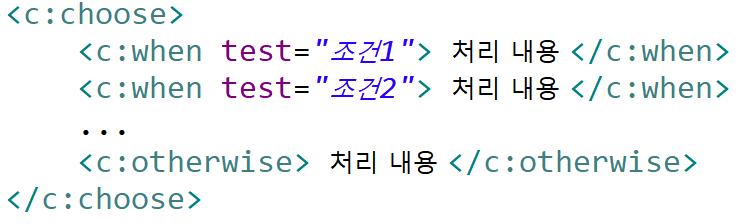 <c:choose>
    <c:when test="조건1"> 처리 내용 </c:when>
    <c:when test="조건2"> 처리 내용 </c:when>
    ...
    <c:otherwise> 처리 내용 </c:otherwise>
</c:choose>